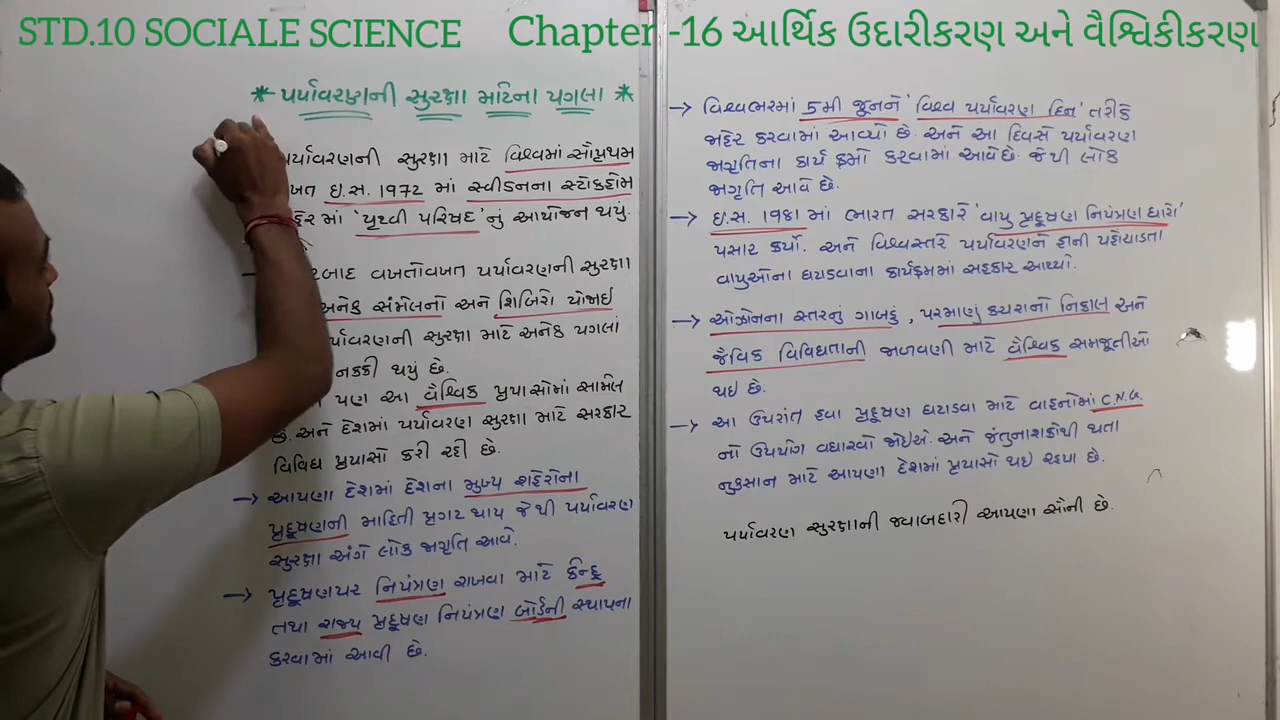 STD.10 SOCIALE SCIENCE Chapter -16 આર્થિક ઉદારીકરણ અને વૈશ્વિકીકરણ
* પર્યાવરણની સુરક્ષા માટેના પગલા *
પર્યાવરણની સુરક્ષા માટે વિશ્વમાં સૌપ્રથમ
ઇ.સ. 1972 માં સ્વીડનના સ્ટોકહોમ
માં 'પૃથ્વી પરિષદ' નું આયોજન થયું.
વખતોવખત પર્યાવરણની સુરક્ષા
અનેક સંમેલનો અને શિબિરો યોજાઇ
પર્યાવરણની સુરક્ષા માટે અનેક પગલાં
નક્કી થયું છે.
પણ આ વૈશ્વિક પ્રયાસોમાં સામેલ
છે. અને દેશમાં પર્યાવરણ સુરક્ષા માટે સરકાર
વિવિધ પ્રયાસો કરી રહી છે.
→ આપણા દેશમાં દેશના મુખ્ય શહેરોના
પ્રદૂષણની માહિતી પ્રગટ થાય જેથી પર્યાવરણ
સુરક્ષા અંગે લોક જાગૃતિ આવે.
→ પ્રદૂષણપર નિયંત્રણ રાખવા માટે કેન્દ્ર
તથા રાજ્ય પ્રદૂષણ નિયંત્રણ બોર્ડની સ્થાપના
કરવામાં આવી છે.
→ વિશ્વભરમાં 5મી જૂનને 'વિશ્વ પર્યાવરણ દિન' તરીકે
જાહેર કરવામાં આવ્યો છે. અને આ દિવસે પર્યાવરણ
જાગૃતિના કાર્યક્રમો કરવામાં આવેછે. જેથી લોક
જાગૃતિ આવે છે.
→ ઇ.સ. 1981 માં ભારત સરકારે 'વાયુ પ્રદૂષણ નિયંત્રણ ધારો'
પસાર કર્યો. અને વિશ્વસ્તરે પર્યાવરણને હાની પહોચાડતા
વાયુઓના ઘટાડવાના કાર્યક્રમમાં સહકાર આપ્યો.
→ ઓઝોનના સ્તરનું ગાબડું, પરમાણું કચરાનો નિકાલ અને
જૈવિક વિવિધતાની જાળવણી માટે વૈશ્વિક સમજૂતીઓ
થઇ છે.
→ આ ઉપરાંત હવા પ્રદૂષણ ઘટાડવા માટે વાહનોમાં C.N.G.
નો ઉપયોગ વધારવો જોઇએ. અને જંતુનાશકોથી થતા
નુકસાન માટે આપણા દેશમાં પ્રયાસો થઇ રહ્યા છે.
પર્યાવરણ સુરક્ષાની જવાબદારી આપણા સૌની છે.